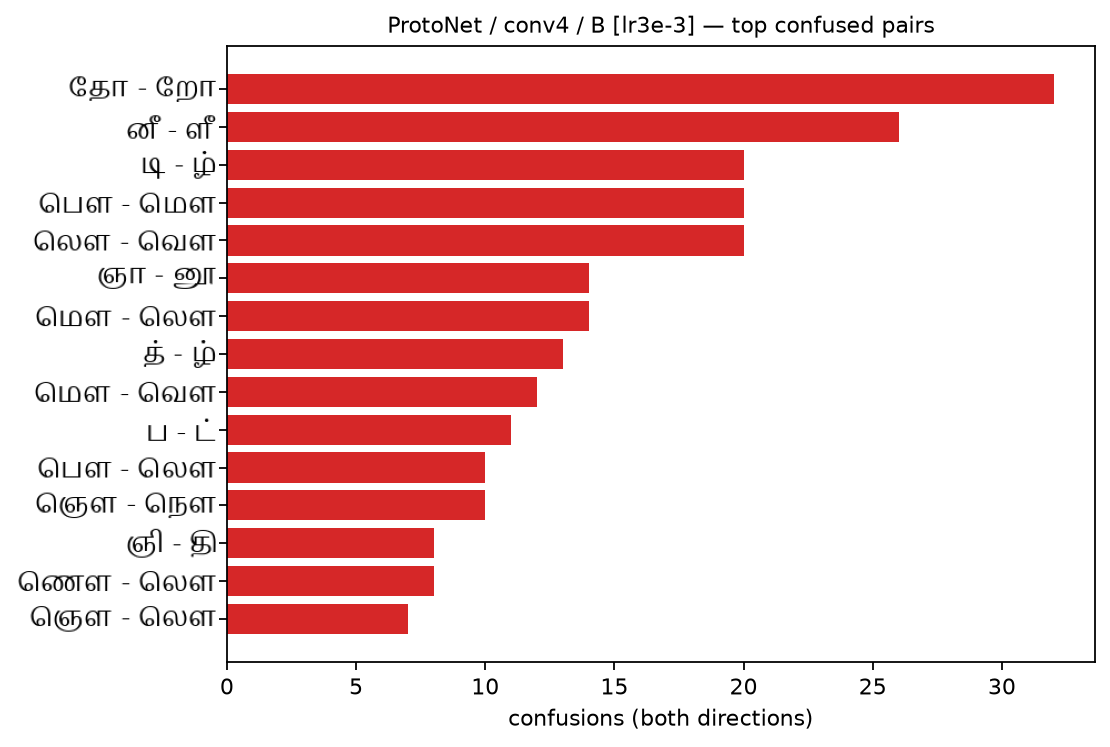 ProtoNet / conv4 / B [lr3e-3] — top confused pairs
தோ - றோ
னீ - ளீ
டி - ழ்
பௌ - மௌ
லௌ - வௌ
ஞா - னூ
மௌ - லௌ
த் - ழ்
மௌ - வௌ
ப - ட்
பௌ - லௌ
ஞௌ - நௌ
ஞி - தி
ணௌ - லௌ
ஞௌ - லௌ
0 5 10 15 20 25 30
confusions (both directions)